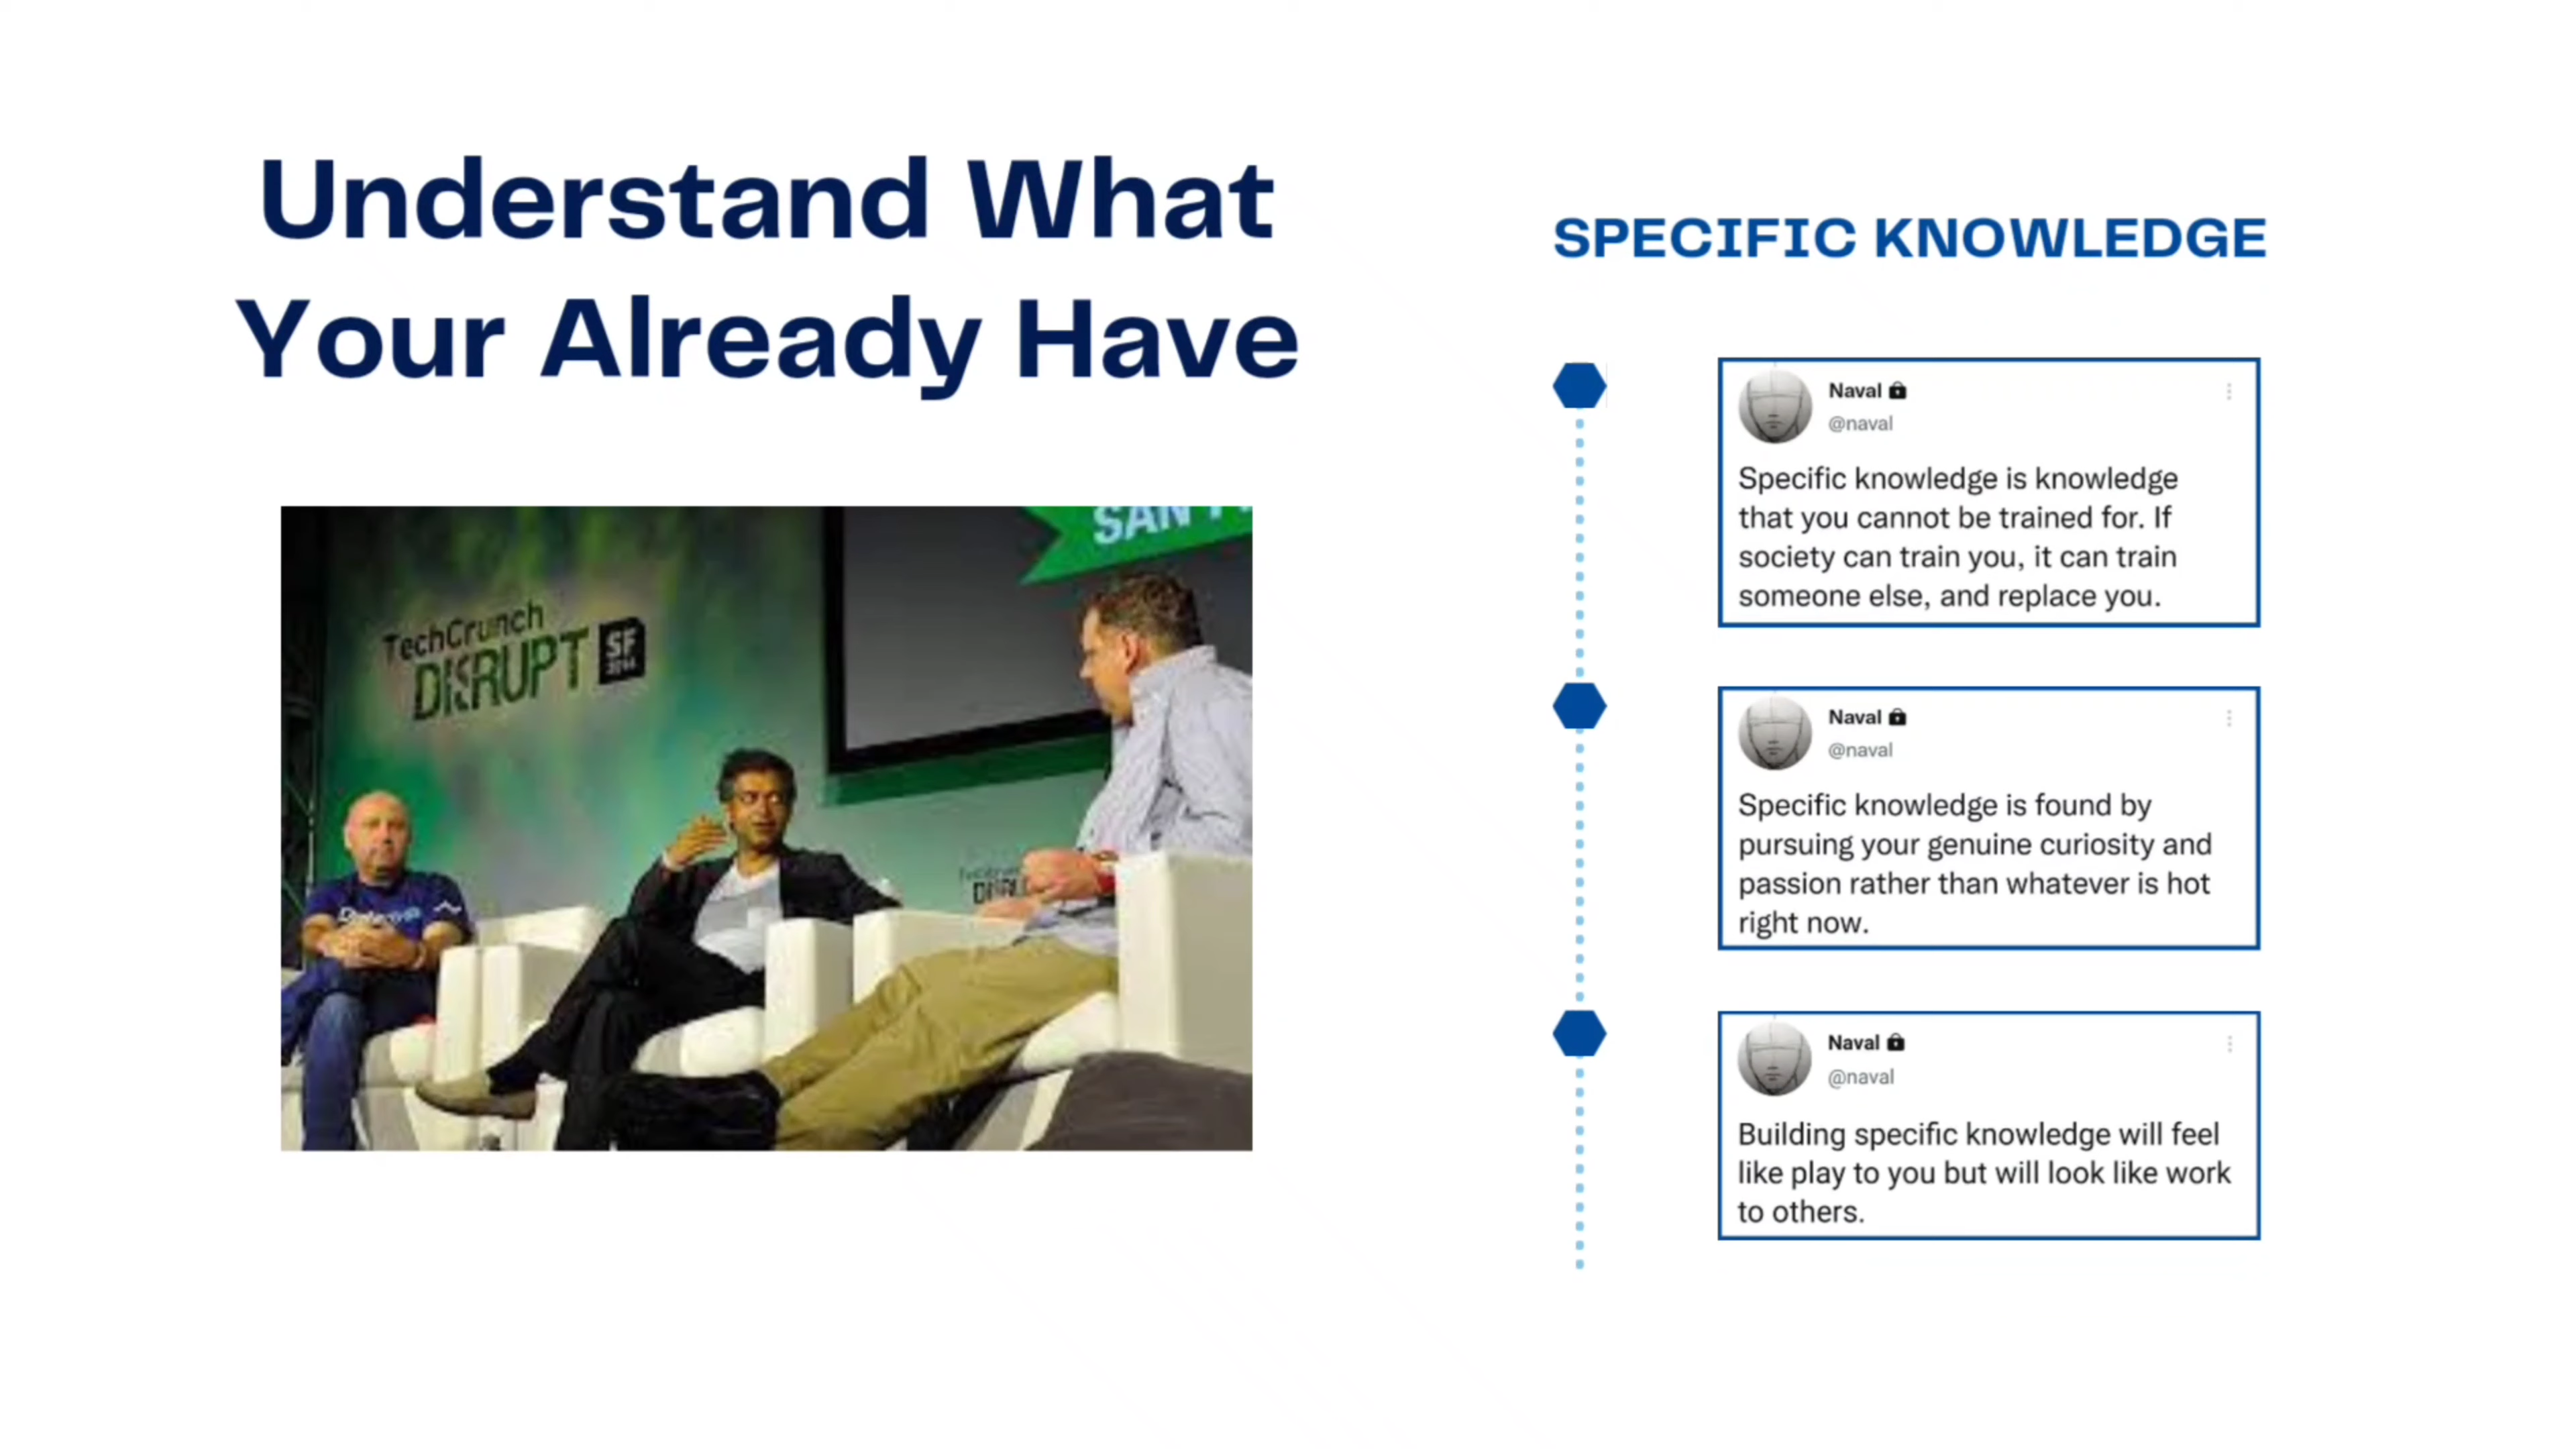 Understand What
Your Already Have
TechCrunch
DISRUPT
SF
SPECIFIC KNOWLEDGE
Naval
@naval
Specific knowledge is knowledge
that you cannot be trained for. If
society can train you, it can train
someone else, and replace you.
Naval
@naval
Specific knowledge is found by
pursuing your genuine curiosity and
passion rather than whatever is hot
right now.
Naval
@naval
Building specific knowledge will feel
like play to you but will look like work
to others.